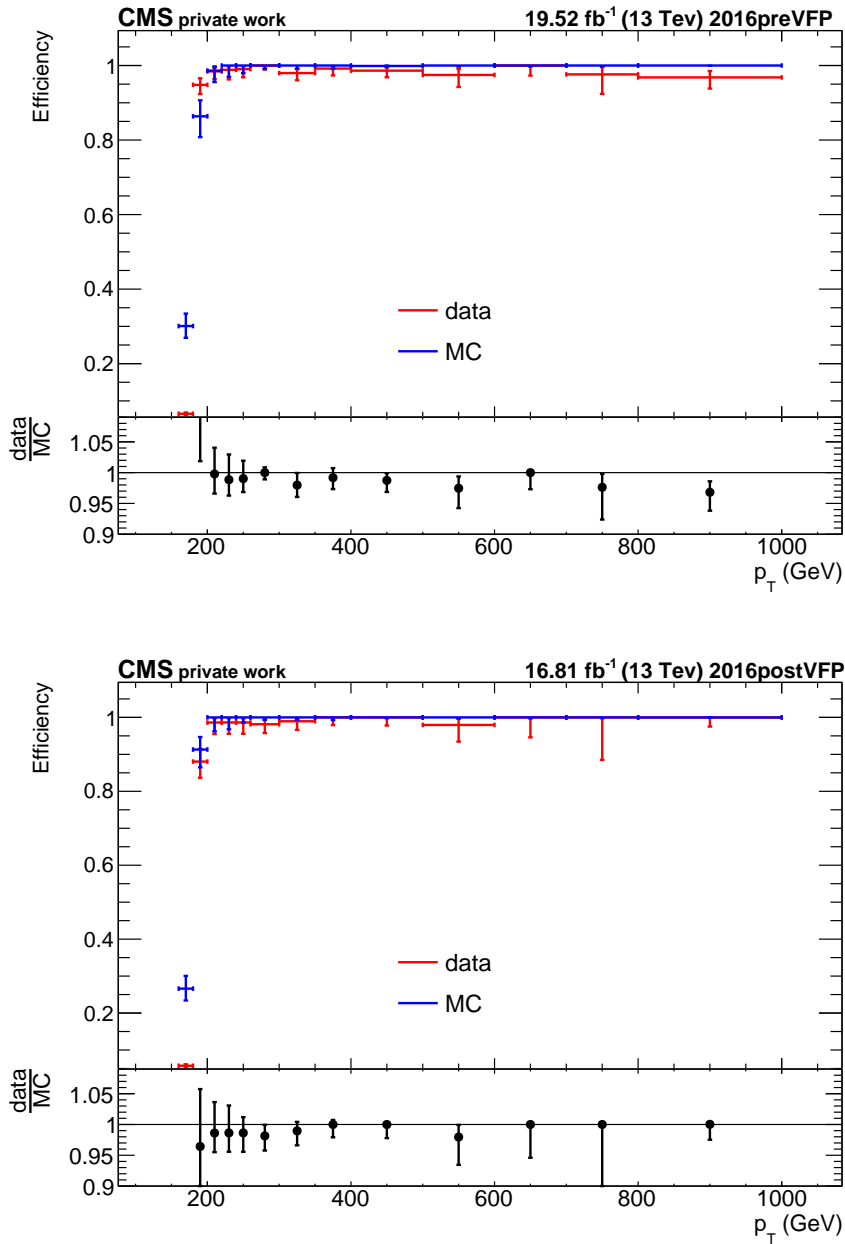 CMS private work 19.52 fb-1 (13 Tev) 2016preVFP
Efficiency
1
0.8
0.6
0.4
0.2
data
MC
data
MC
1.05
1
0.95
0.9
200 400 600 800 1000
pT (GeV)
CMS private work 16.81 fb-1 (13 Tev) 2016postVFP
Efficiency
1
0.8
0.6
0.4
0.2
data
MC
data
MC
1.05
1
0.95
0.9
200 400 600 800 1000
pT (GeV)